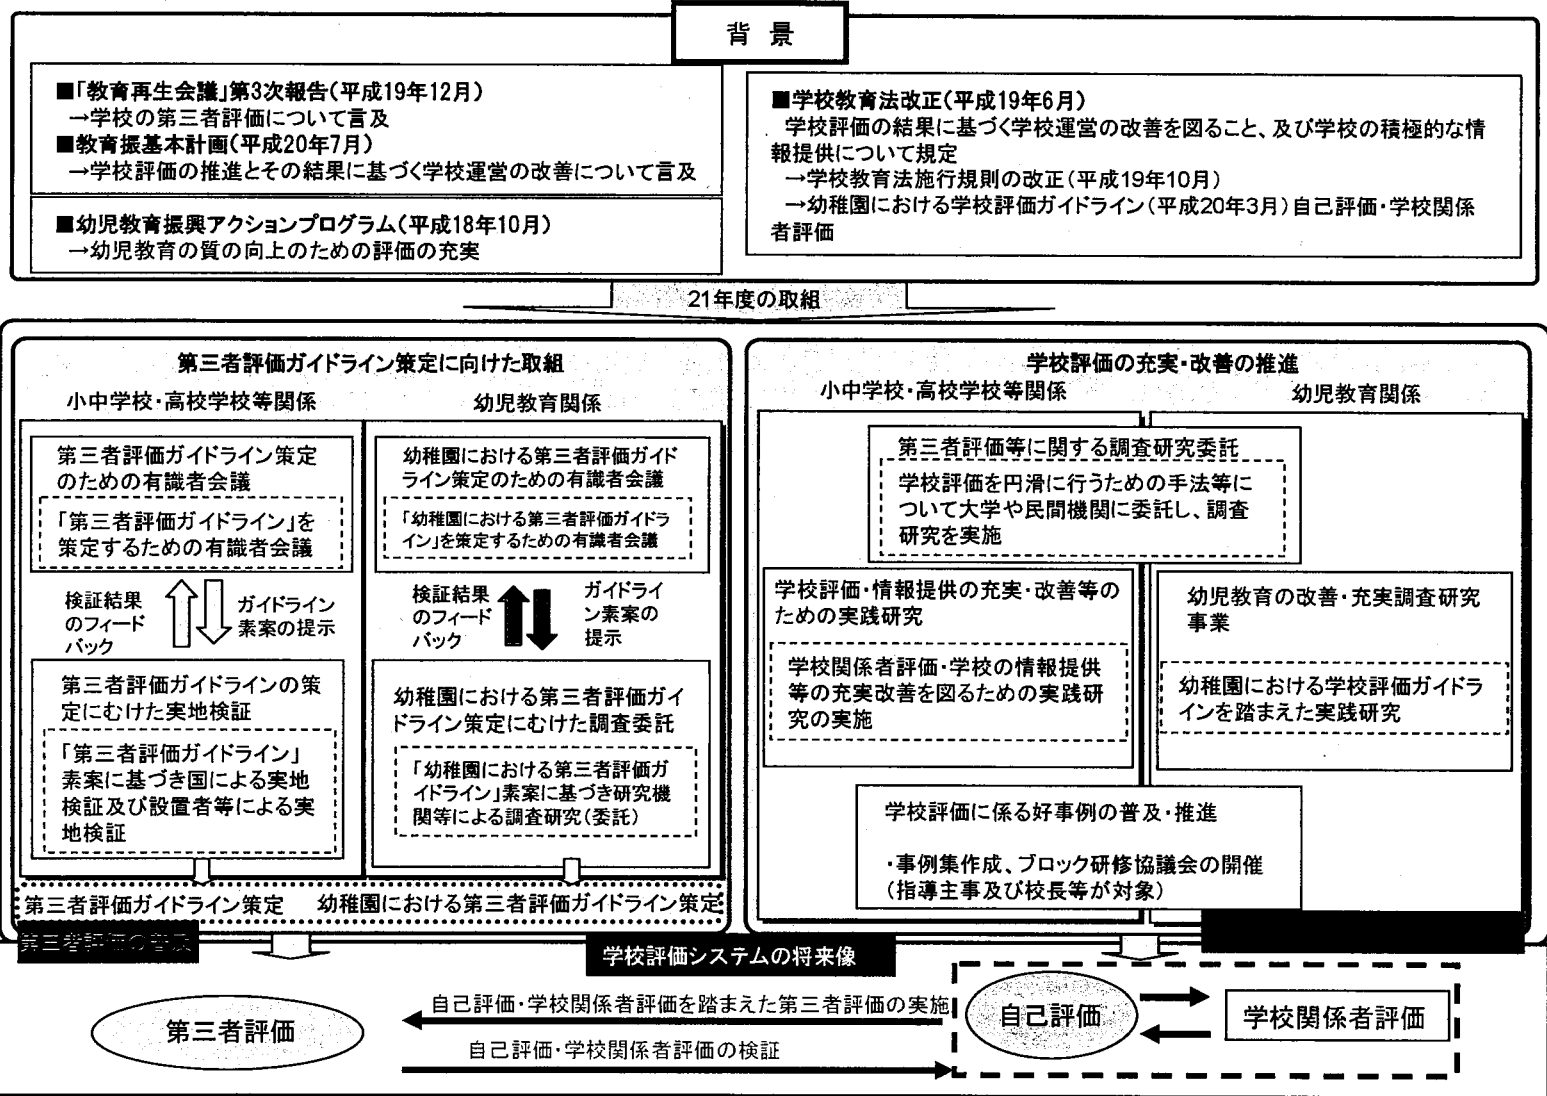 背 景
■「教育再生会議」第3次報告(平成19年12月)
→学校の第三者評価について言及
■教育振基本計画(平成20年7月)
→学校評価の推進とその結果に基づく学校運営の改善について言及
■幼児教育振興アクションプログラム(平成18年10月)
→幼児教育の質の向上のための評価の充実
■学校教育法改正(平成19年6月)
学校評価の結果に基づく学校運営の改善を図ること、及び学校の積極的な情
報提供について規定
→学校教育法施行規則の改正(平成19年10月)
→幼稚園における学校評価ガイドライン(平成20年3月)自己評価・学校関係
者評価
21年度の取組
第三者評価ガイドライン策定に向けた取組
小中学校・高校学校等関係
幼児教育関係
第三者評価ガイドライン策定
のための有識者会議
「第三者評価ガイドライン」を
策定するための有識者会議
検証結果
のフィード
バック
ガイドライン
素案の提示
第三者評価ガイドラインの策
定にむけた実地検証
「第三者評価ガイドライン」
素案に基づき国による実地
検証及び設置者等による実
地検証
幼稚園における第三者評価ガイド
ライン策定のための有識者会議
「幼稚園における第三者評価ガイドラ
イン」を策定するための有識者会議
検証結果
のフィード
バック
ガイドライ
ン素案の
提示
幼稚園における第三者評価ガイ
ドライン策定にむけた調査委託
「幼稚園における第三者評価ガ
イドライン」素案に基づき研究機
関等による調査研究(委託)
第三者評価ガイドライン策定
幼稚園における第三者評価ガイドライン策定
学校評価の充実・改善の推進
小中学校・高校学校等関係
幼児教育関係
第三者評価等に関する調査研究委託
学校評価を円滑に行うための手法等に
ついて大学や民間機関に委託し、調査
研究を実施
学校評価・情報提供の充実・改善等の
ための実践研究
学校関係者評価・学校の情報提供
等の充実改善を図るための実践研
究の実施
幼児教育の改善・充実調査研究
事業
幼稚園における学校評価ガイドラ
インを踏まえた実践研究
学校評価に係る好事例の普及・推進
・事例集作成、ブロック研修協議会の開催
(指導主事及び校長等が対象)
学校評価システムの将来像
第三者評価
自己評価・学校関係者評価を踏まえた第三者評価の実施
自己評価・学校関係者評価の検証
自己評価
学校関係者評価